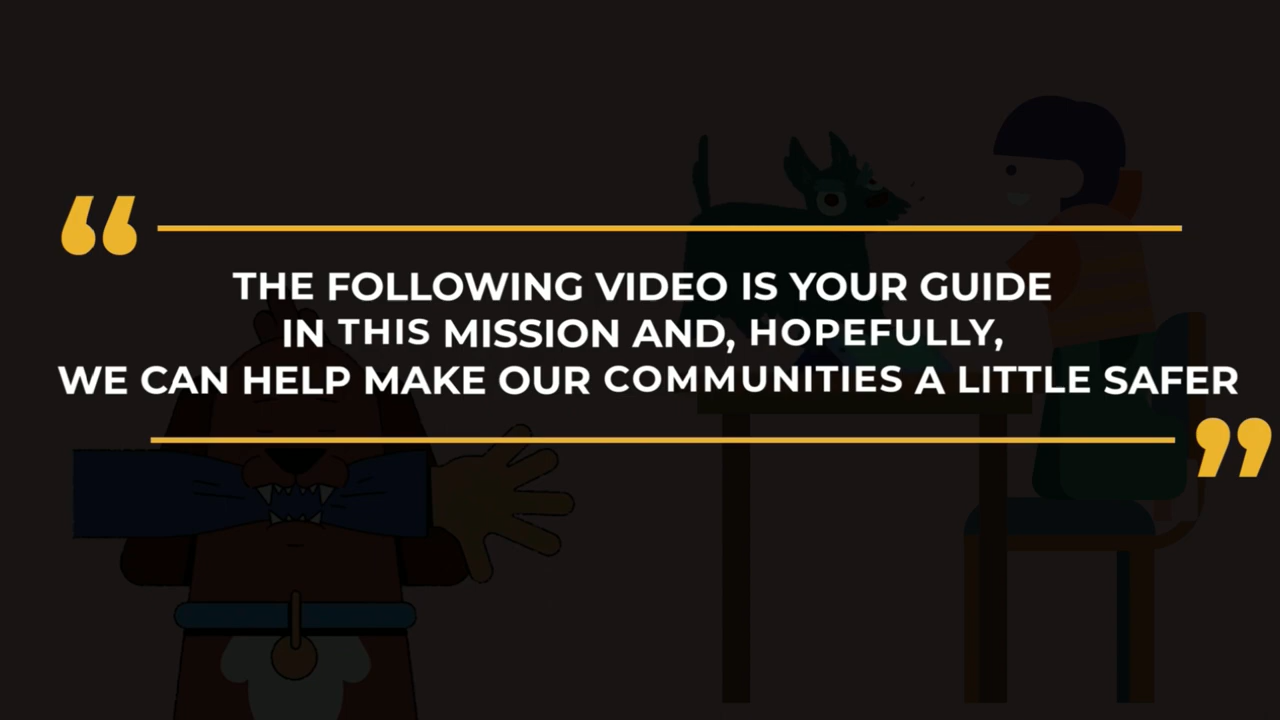 “
THE FOLLOWING VIDEO IS YOUR GUIDE
IN THIS MISSION AND, HOPEFULLY,
WE CAN HELP MAKE OUR COMMUNITIES A LITTLE SAFER
”